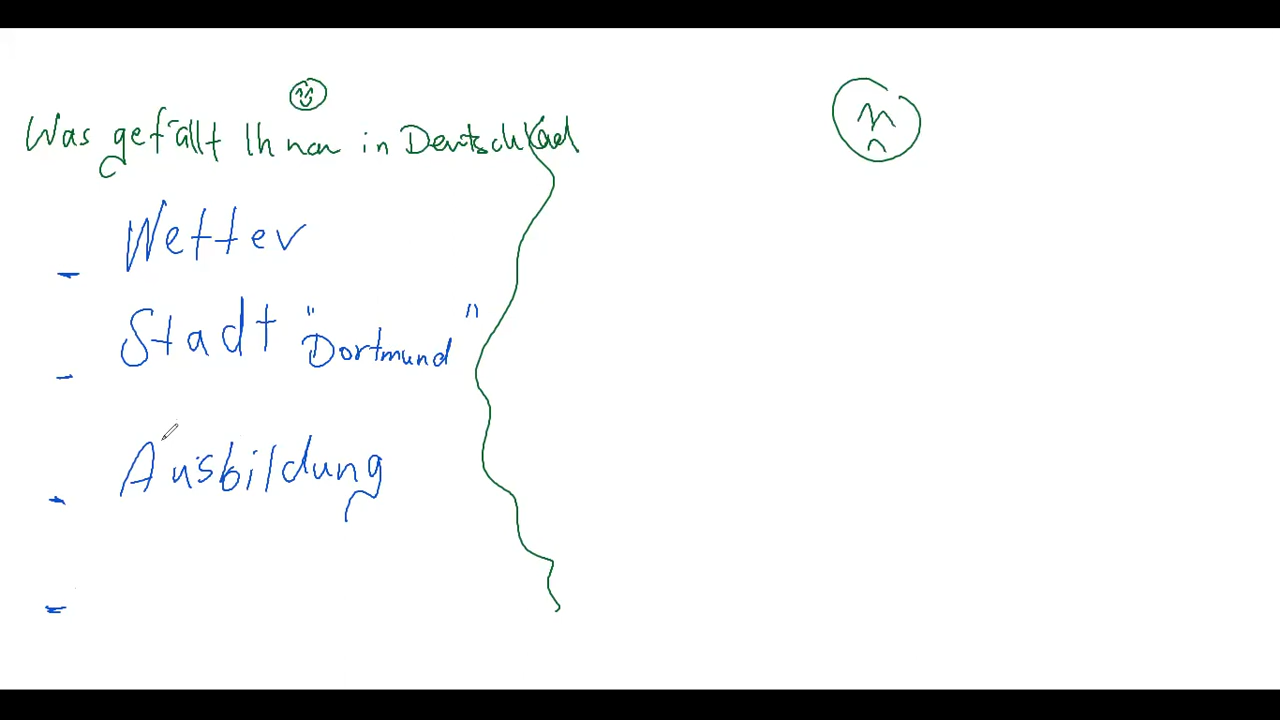 Was gefällt Ihnen in Deutschland
- Wetter
- Stadt "Dortmund"
- Ausbildung
-